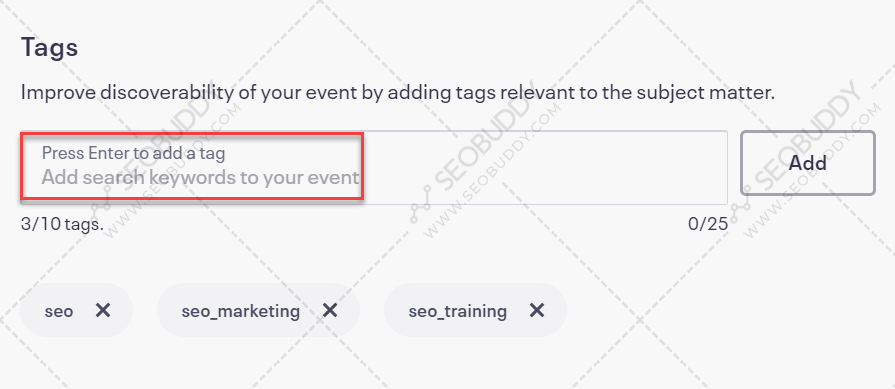 Tags
Improve discoverability of your event by adding tags relevant to the subject matter.
Press Enter to add a tag
Add search keywords to your event
Add
3/10 tags.
0/25
seo
seo_marketing
seo_training
SEOBUDDY
WWW.SEOBUDDY.COM
SEOBUDDY
WWW.SEOBUDDY.COM
SEOBUDDY
WWW.SEOBUDDY.COM